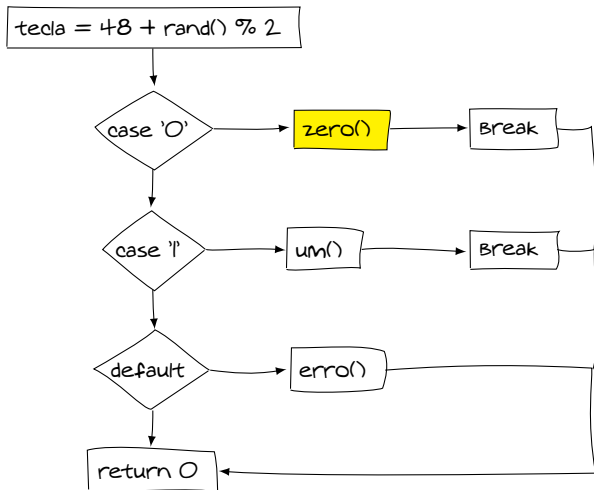 tecla = 48 + rand() % 2
case '0'
zero()
Break
case '1'
um()
Break
default
erro()
return 0